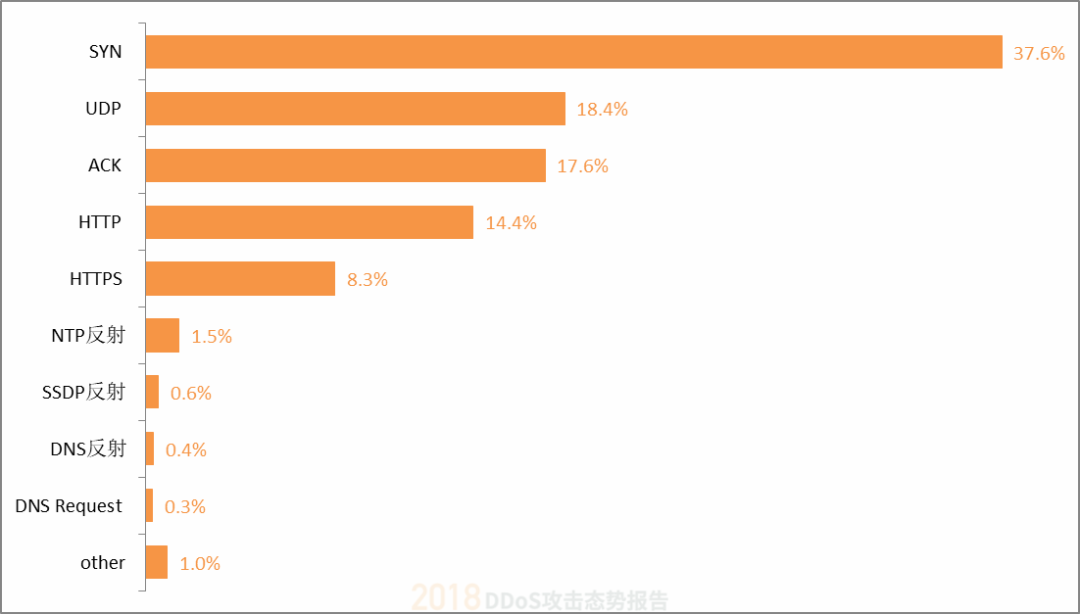 SYN 37.6%
UDP 18.4%
ACK 17.6%
HTTP 14.4%
HTTPS 8.3%
NTP反射 1.5%
SSDP反射 0.6%
DNS反射 0.4%
DNS Request 0.3%
other 1.0%
2018 DDoS攻击态势报告